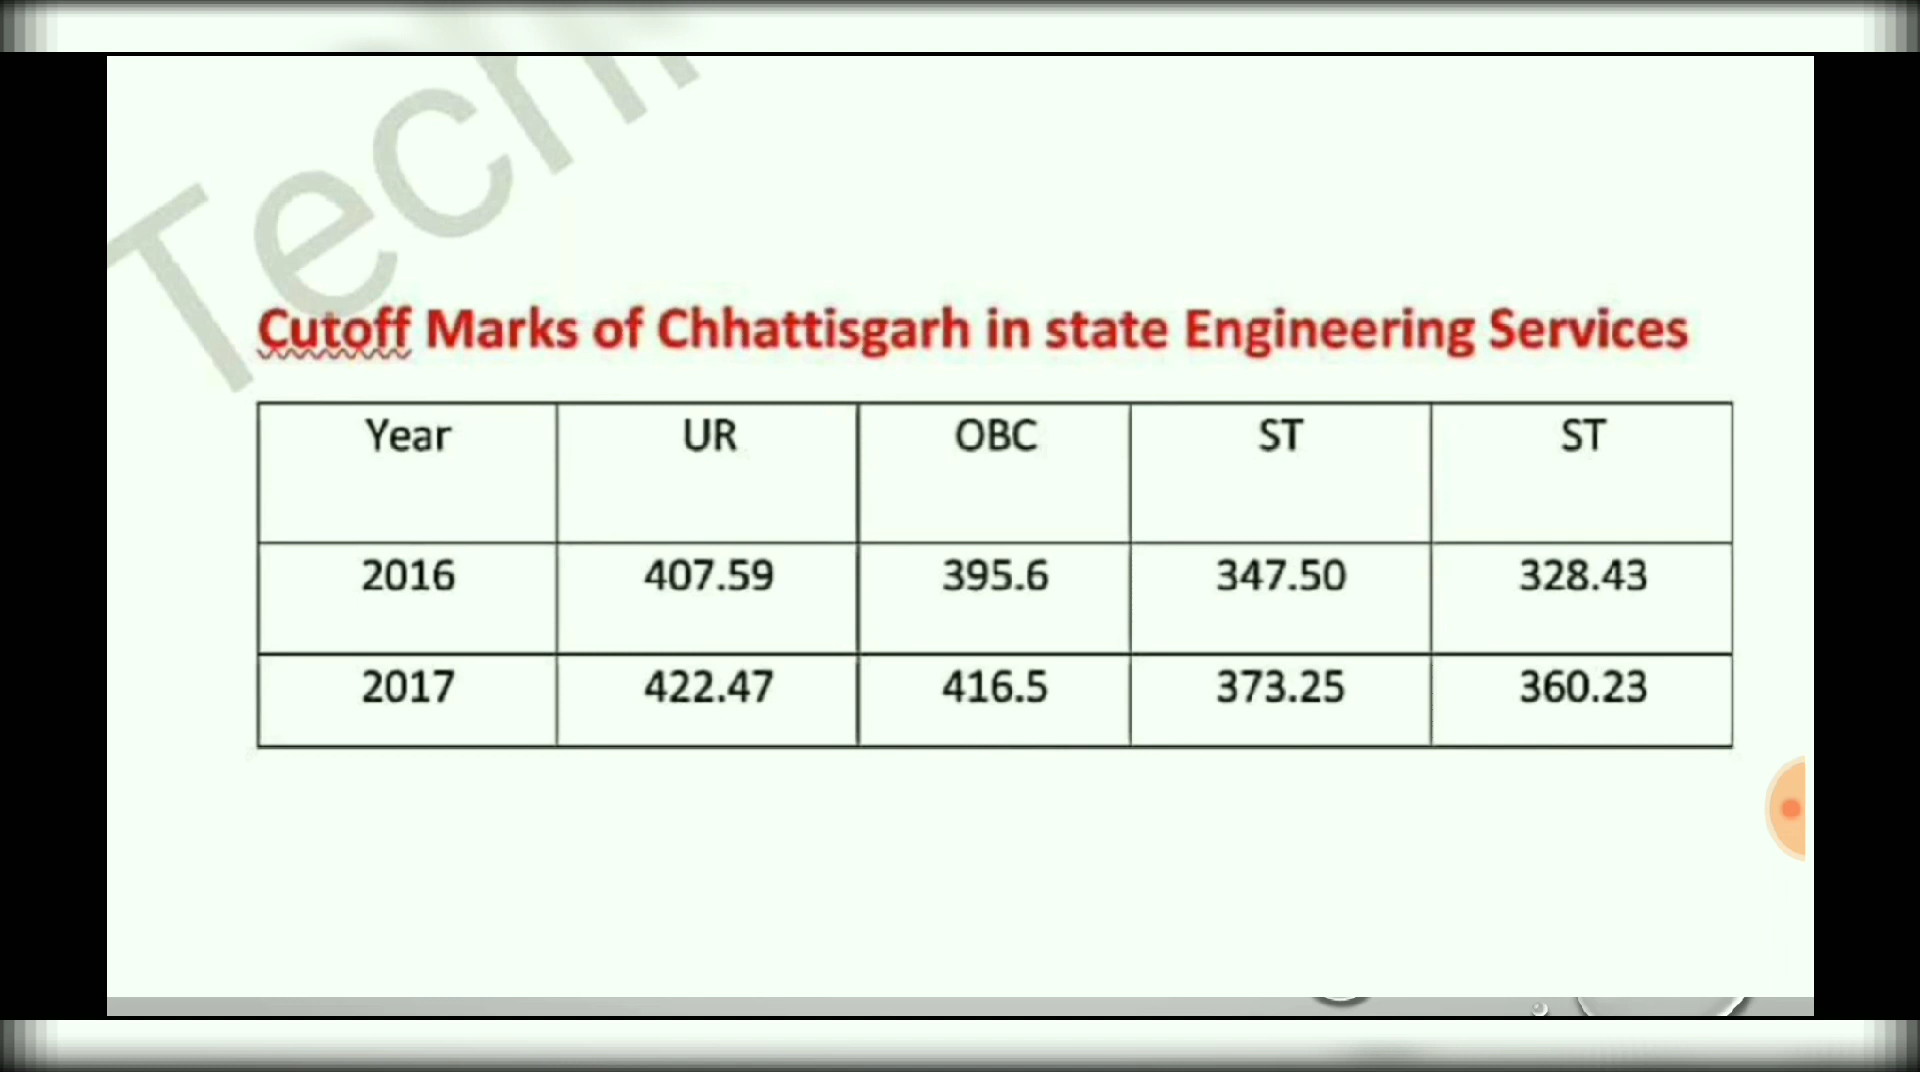 Tech
Cutoff Marks of Chhattisgarh in state Engineering Services
Year UR OBC ST ST
2016 407.59 395.6 347.50 328.43
2017 422.47 416.5 373.25 360.23